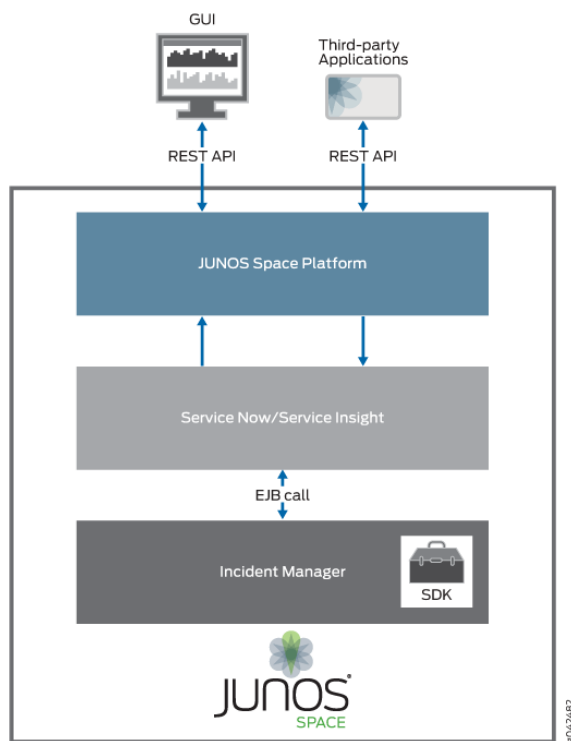 GUI
Third-party
Applications
REST API
REST API
JUNOS Space Platform
Service Now/Service Insight
EJB call
Incident Manager
SDK
JUNOS®
SPACE
g042482